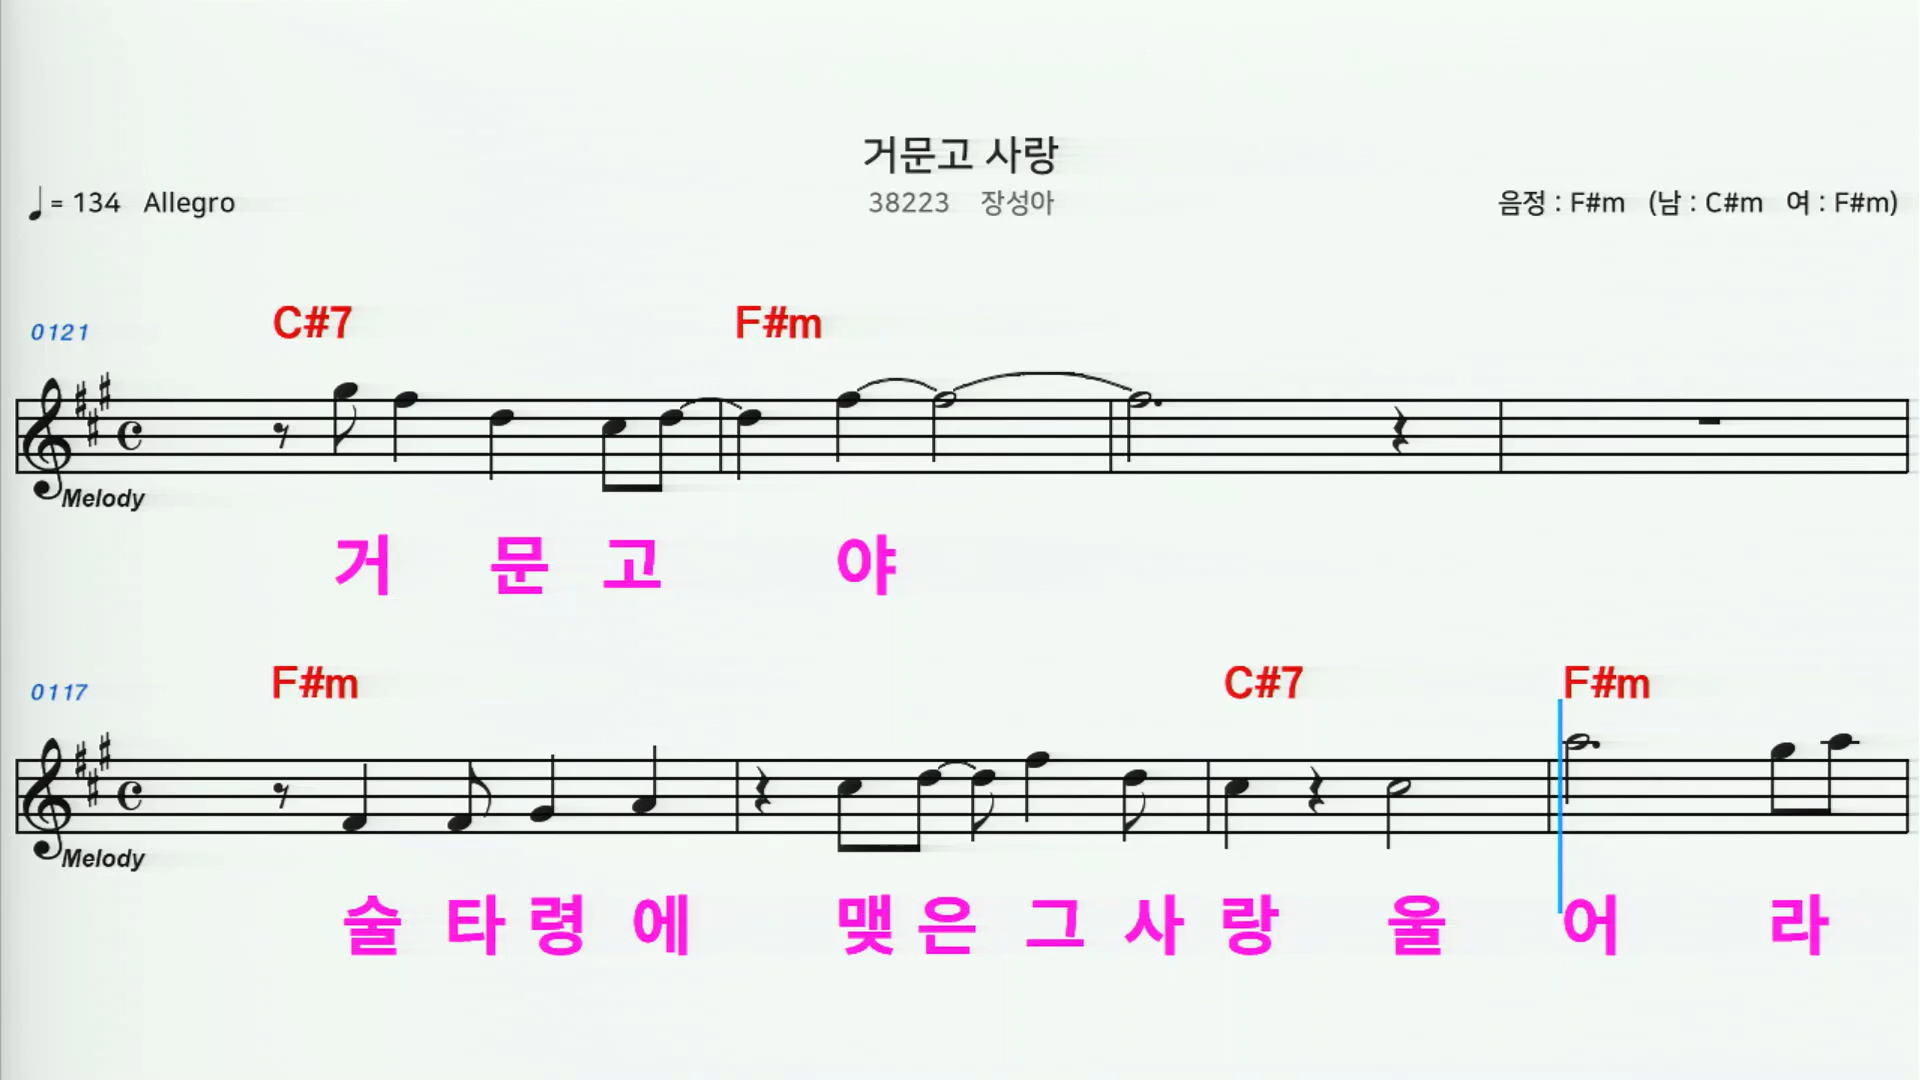 거문고 사랑
♩= 134 Allegro
38223 장성아
음정 : F#m (남 : C#m 여 : F#m)
0121
C#7 F#m
Melody
거 문 고 야
0117
F#m C#7 F#m
Melody
술 타 령 에 맺 은 그 사 랑 울 어 라